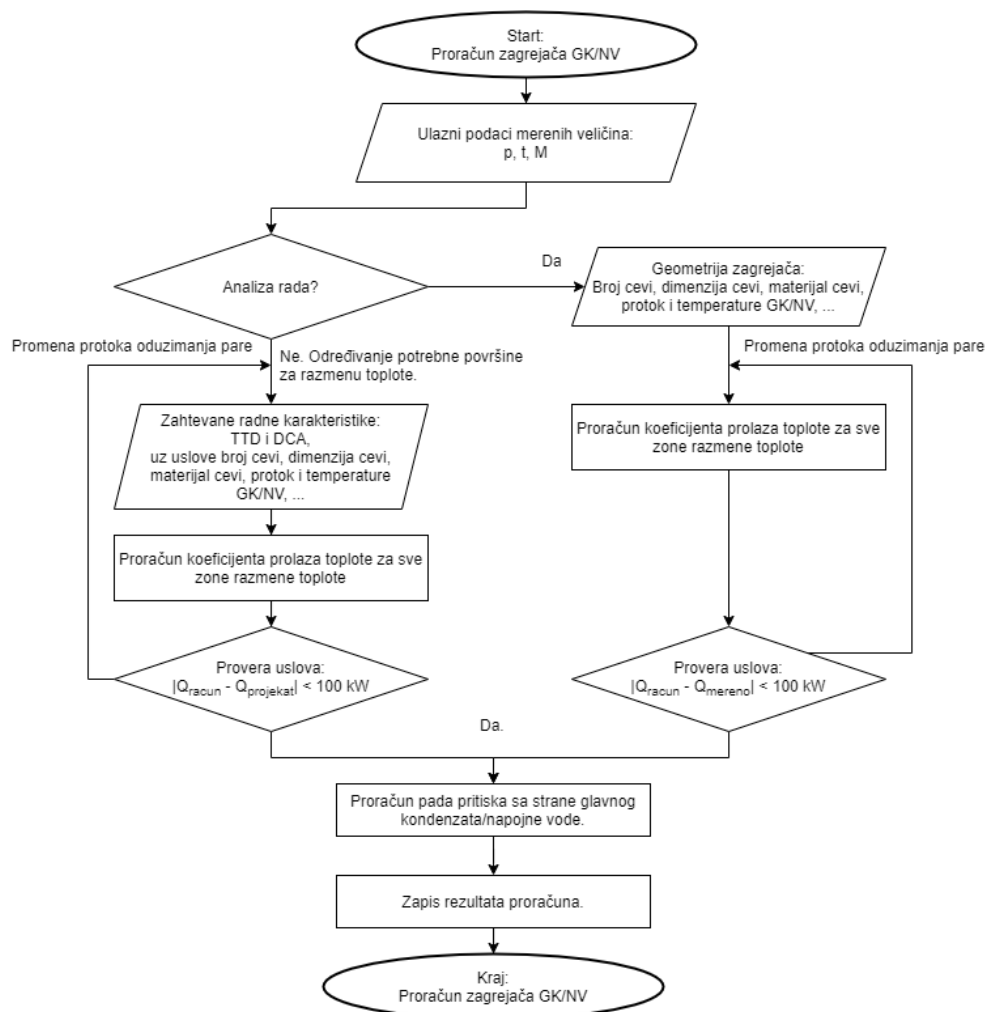 Start:
Proračun zagrejača GK/NV
Ulazni podaci merenih veličina:
p, t, M
Analiza rada?
Da
Geometrija zagrejača:
Broj cevi, dimenzija cevi, materijal cevi,
protok i temperature GK/NV, ...
Promena protoka oduzimanja pare
Ne. Određivanje potrebne površine
za razmenu toplote.
Promena protoka oduzimanja pare
Zahtevane radne karakteristike:
TTD i DCA,
uz uslove broj cevi, dimenzija cevi,
materijal cevi, protok i temperature
GK/NV, ...
Proračun koeficijenta prolaza toplote za sve
zone razmene toplote
Proračun koeficijenta prolaza toplote za sve
zone razmene toplote
Provera uslova:
|Qracun - Qprojekat| < 100 kW
Provera uslova:
|Qracun - Qmereno| < 100 kW
Da.
Proračun pada pritiska sa strane glavnog
kondenzata/napojne vode.
Zapis rezultata proračuna.
Kraj:
Proračun zagrejača GK/NV